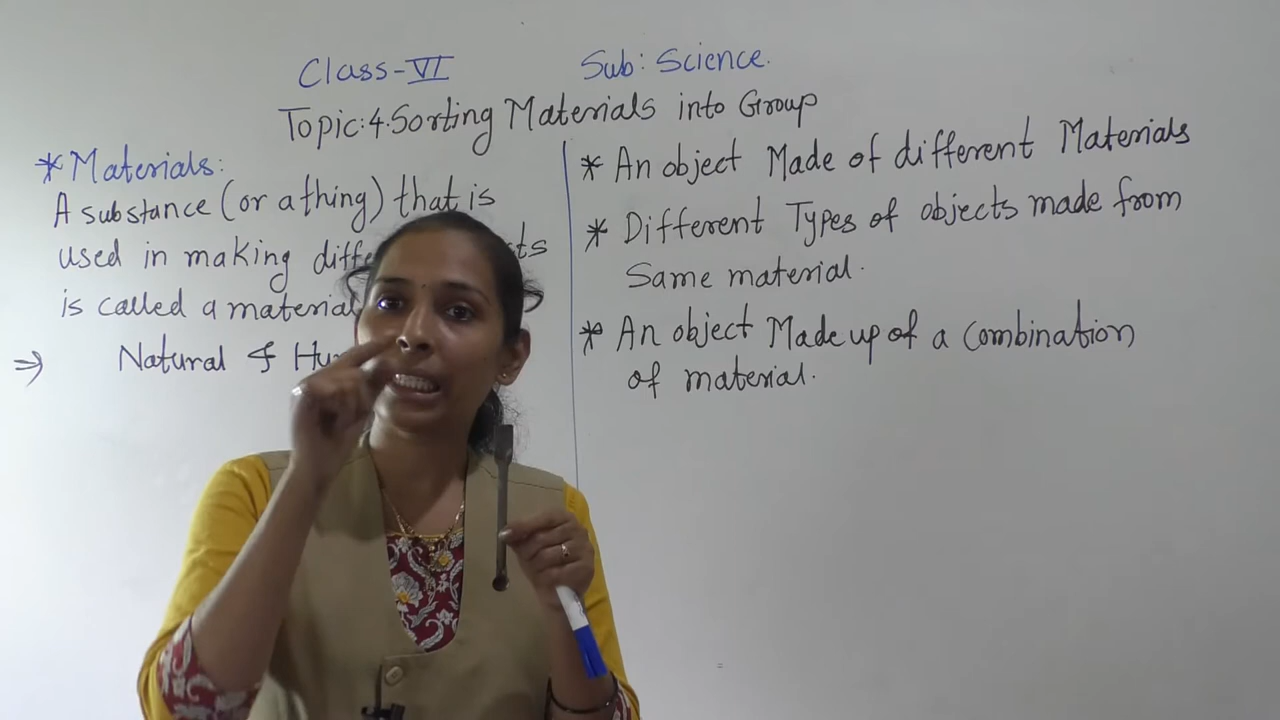 Class-VI Sub: Science.
Topic:4.Sorting Materials into Group
*Materials:
A substance (or a thing) that is
used in making
is called a material
⇒ Natural &
* An object Made of different Materials
* Different Types of objects made from
Same material.
* An object Made up of a Combination
of material.